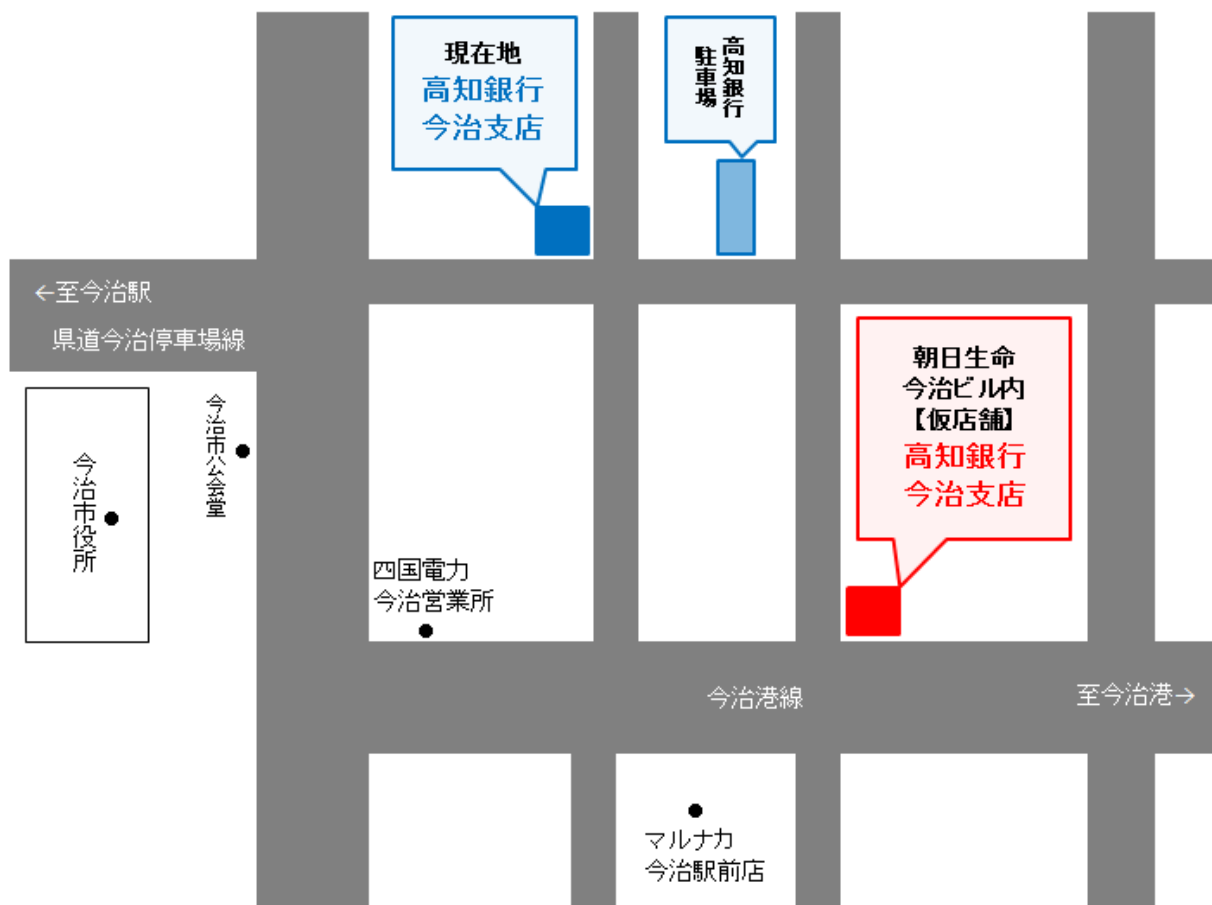 現在地
高知銀行
今治支店
高知銀行
駐車場
←至今治駅
県道今治停車場線
朝日生命
今治ビル内
【仮店舗】
高知銀行
今治支店
今治市公会堂
今治市役所
四国電力
今治営業所
今治港線
至今治港→
マルナカ
今治駅前店